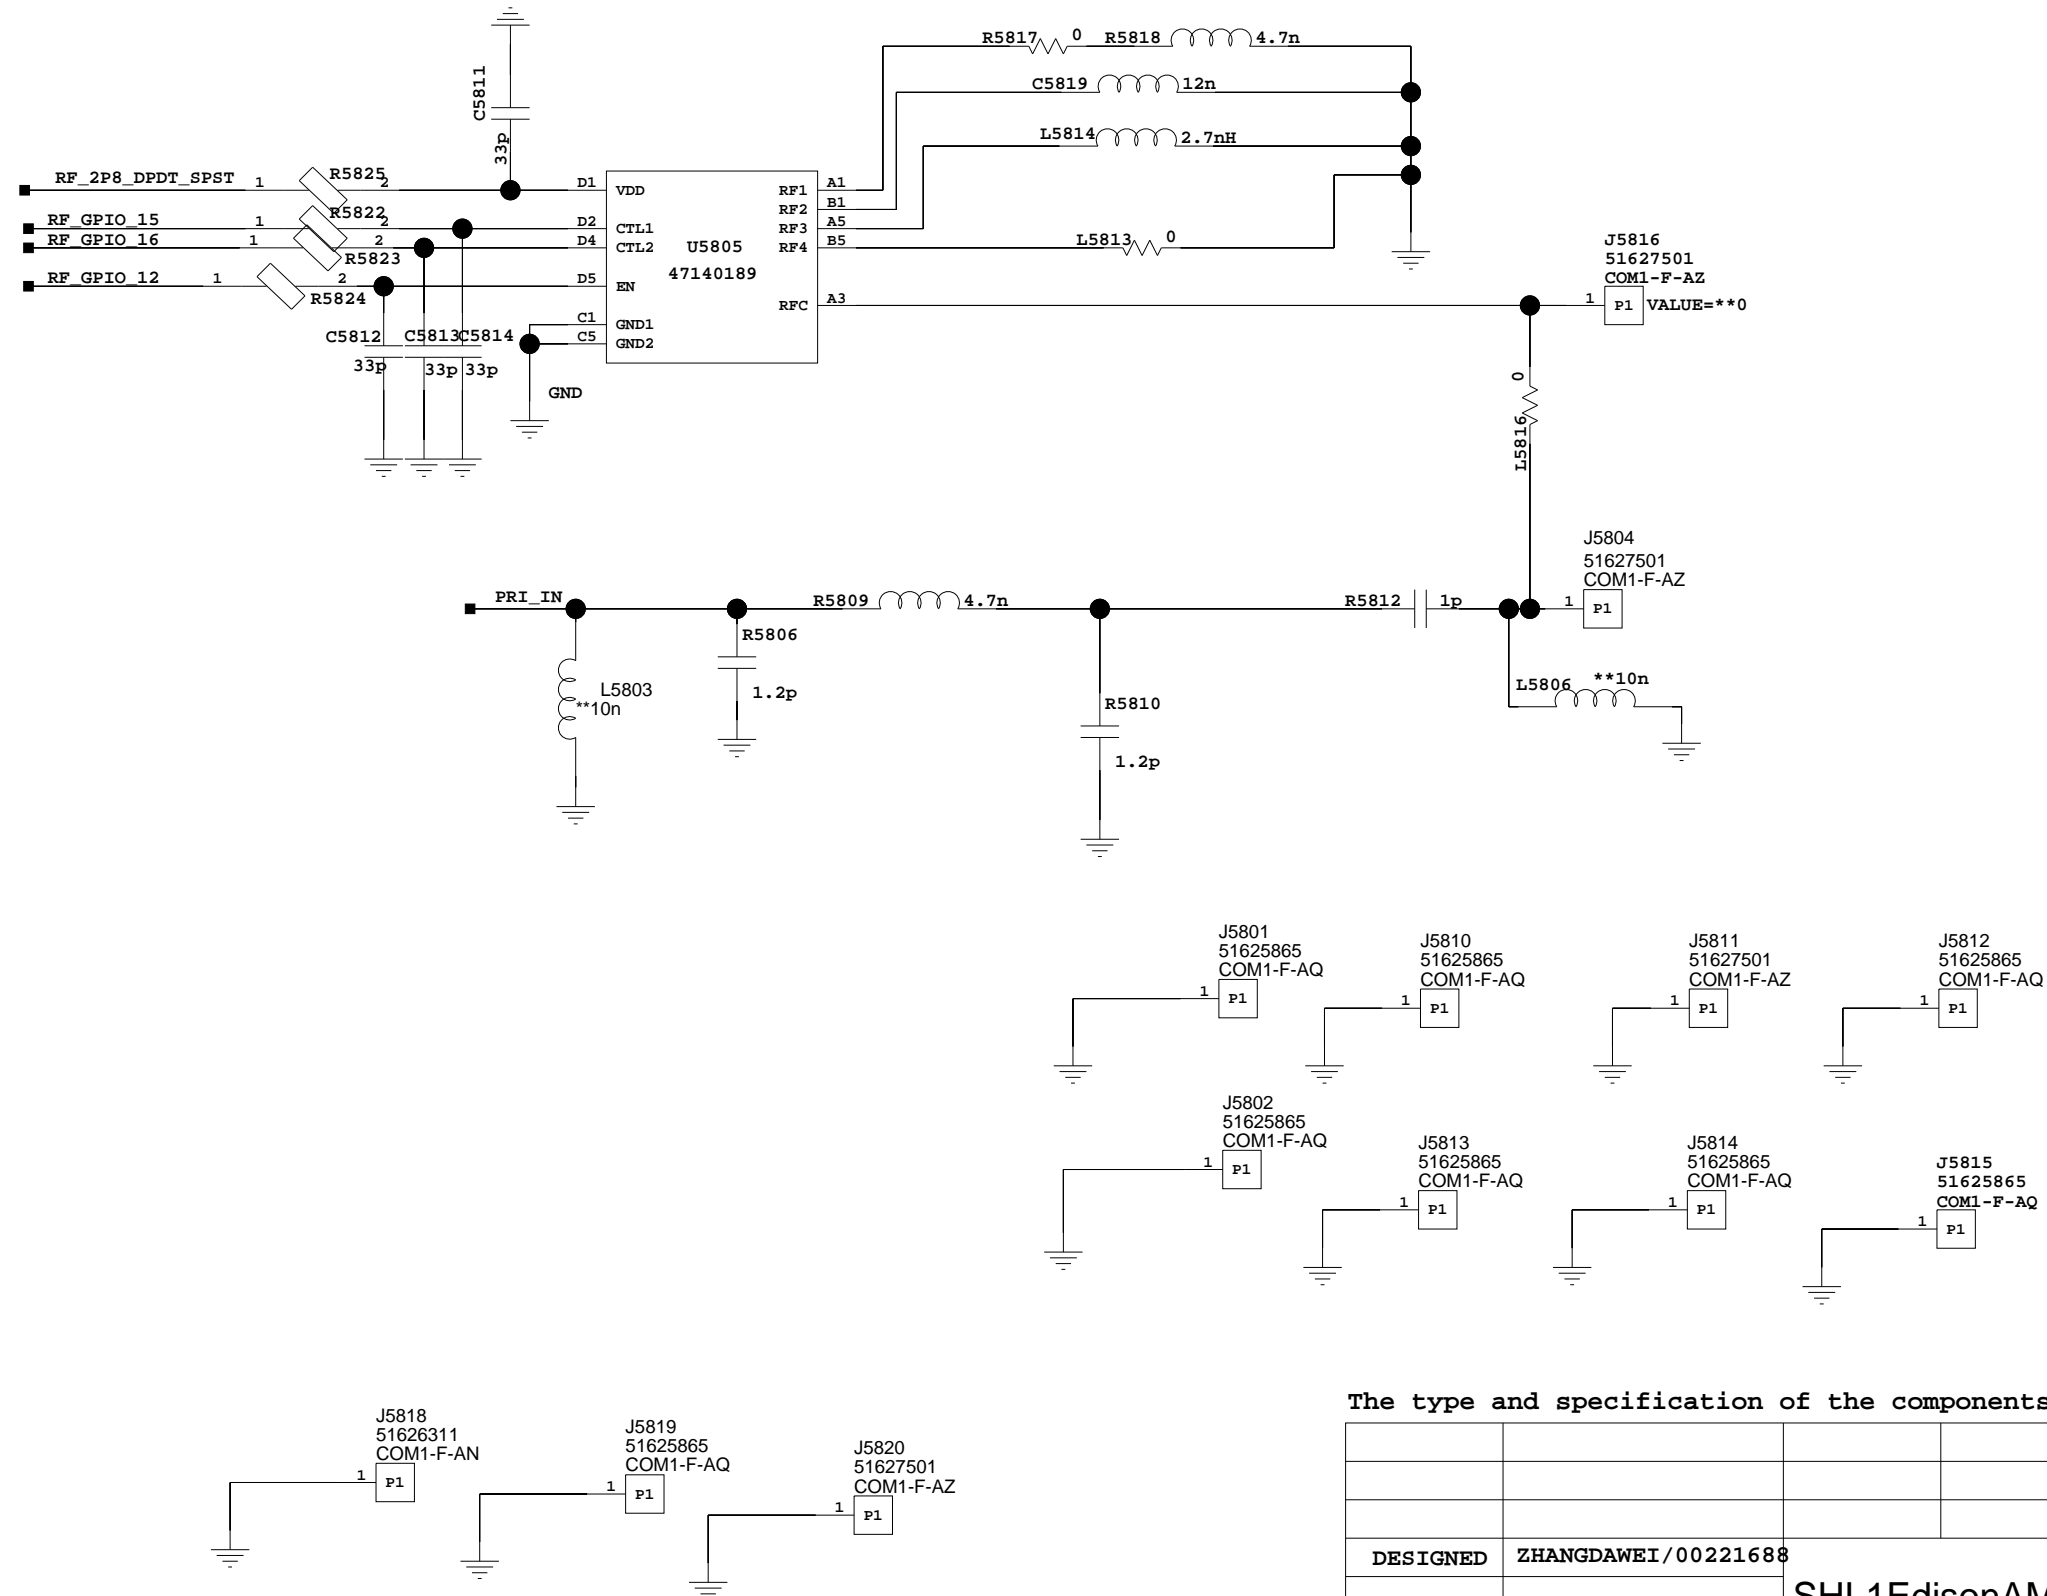 R5817 0 R5818 4.7n
C5819 12n
L5814 2.7nH
C5811
33p
RF_2P8_DPDT_SPST 1 R5825 2 D1 VDD
RF_GPIO_15 1 R5822 2 D2 CTL1
RF_GPIO_16 1 R5823 2 D4 CTL2
RF_GPIO_12 1 R5824 2 D5 EN
C1 GND1
C5 GND2
U5805
47140189
RF1 A1
RF2 B1
RF3 A5
RF4 B5
RFC A3
L5813 0
C5812 C5813 C5814
33p 33p 33p
GND
J5816
51627501
COM1-F-AZ
1 P1 VALUE=**0
0
L5816
J5804
51627501
COM1-F-AZ
1 P1
PRI_IN R5809 4.7n R5812 1p
R5806
1.2p
L5803
**10n
R5810
1.2p
L5806 **10n
J5801
51625865
COM1-F-AQ
1 P1
J5810
51625865
COM1-F-AQ
1 P1
J5811
51627501
COM1-F-AZ
1 P1
J5812
51625865
COM1-F-AQ
1 P1
J5802
51625865
COM1-F-AQ
1 P1
J5813
51625865
COM1-F-AQ
1 P1
J5814
51625865
COM1-F-AQ
1 P1
J5815
51625865
COM1-F-AQ
1 P1
J5818
51626311
COM1-F-AN
1 P1
J5819
51625865
COM1-F-AQ
1 P1
J5820
51627501
COM1-F-AZ
1 P1
The type and specification of the components
DESIGNED ZHANGDAWEI/00221688